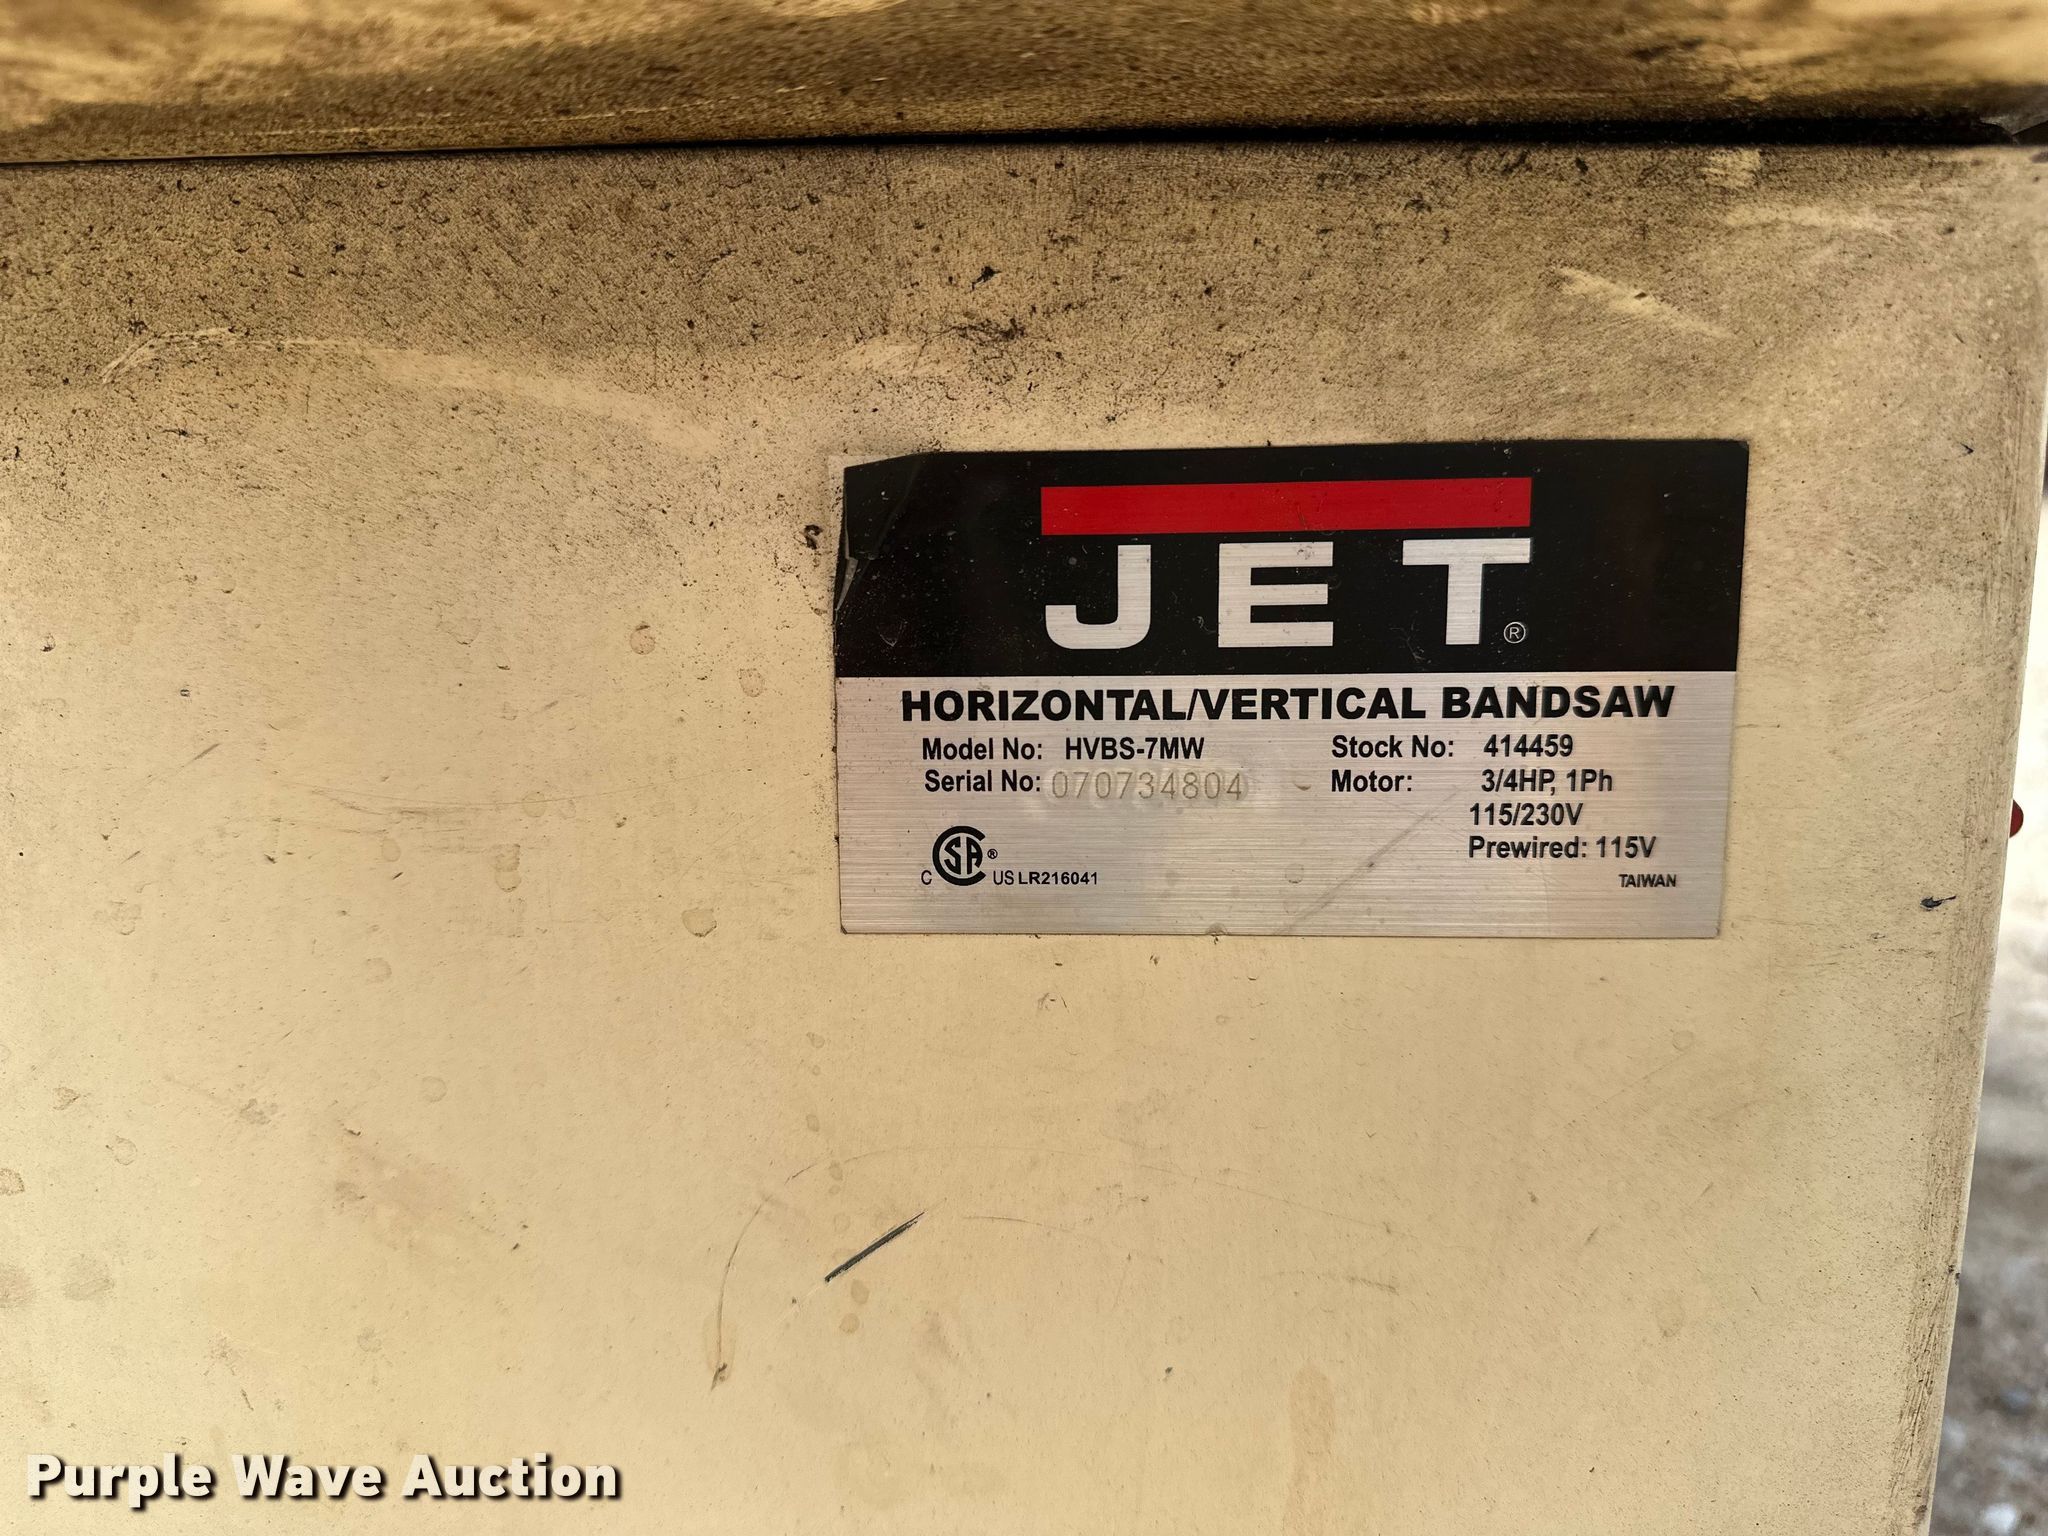 JET®
HORIZONTAL/VERTICAL BANDSAW
Model No: HVBS-7MW
Serial No: 070734804
Stock No: 414459
Motor: 3/4HP, 1Ph
115/230V
Prewired: 115V
C CSA® US LR216041
TAIWAN
Purple Wave Auction